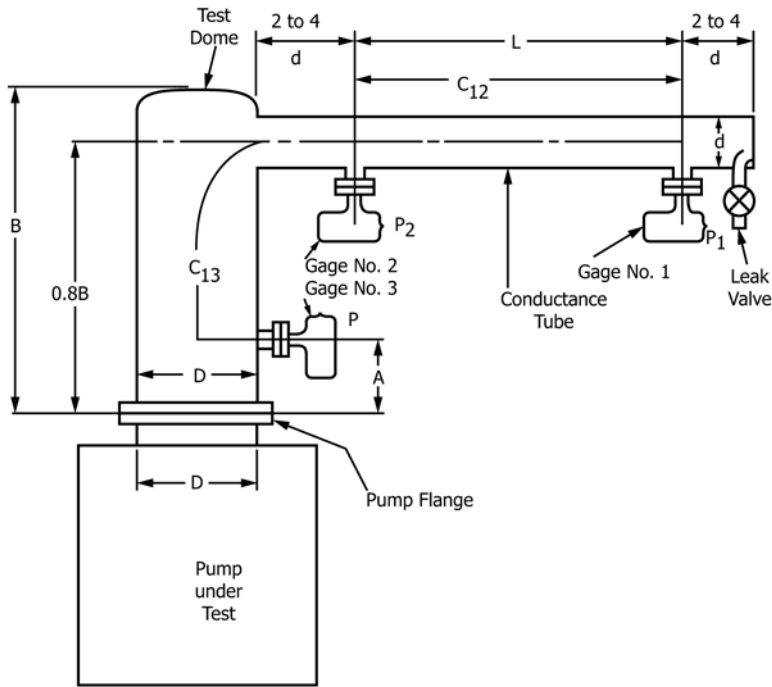 Test
Dome
2 to 4
d
L
2 to 4
d
C12
d
B
0.8B
C13
P2
Gage No. 2
Gage No. 3
P
P1
Gage No. 1
Leak
Valve
Conductance
Tube
A
D
Pump Flange
D
Pump
under
Test